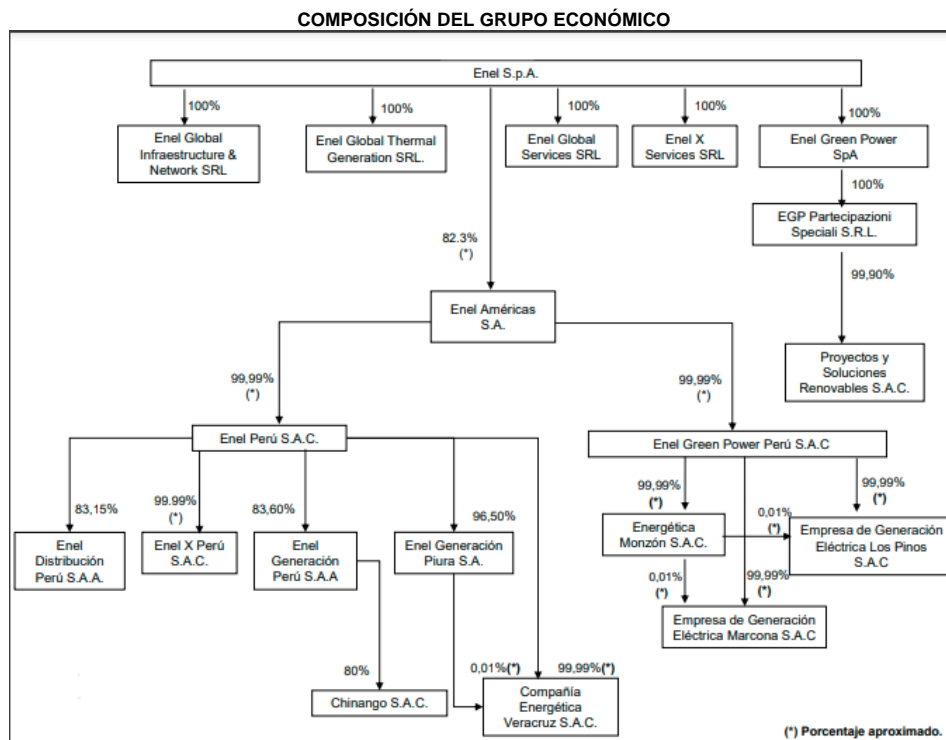 COMPOSICIÓN DEL GRUPO ECONÓMICO
Enel S.p.A.
100%
100%
100%
100%
100%
Enel Global
Infraestructure &
Network SRL
Enel Global Thermal
Generation SRL.
Enel Global
Services SRL
Enel X
Services SRL
Enel Green Power
SpA
100%
EGP Partecipazioni
Speciali S.R.L.
82.3%
(*)
99,90%
Enel Américas
S.A.
Proyectos y
Soluciones
Renovables S.A.C.
99,99%
(*)
99,99%
(*)
Enel Perú S.A.C.
Enel Green Power Perú S.A.C
83,15%
99.99%
(*)
83,60%
96,50%
99,99%
(*)
0,01%
(*)
99,99%
(*)
Enel
Distribución
Perú S.A.A.
Enel X Perú
S.A.C.
Enel
Generación
Perú S.A.A
Enel Generación
Piura S.A.
Energética
Monzón S.A.C.
Empresa de Generación
Eléctrica Los Pinos
S.A.C
0,01%
(*)
99,99%
(*)
Empresa de Generación
Eléctrica Marcona S.A.C
80%
0,01%(*)
99,99%(*)
Chinango S.A.C.
Compañía
Energética
Veracruz S.A.C.
(*) Porcentaje aproximado.